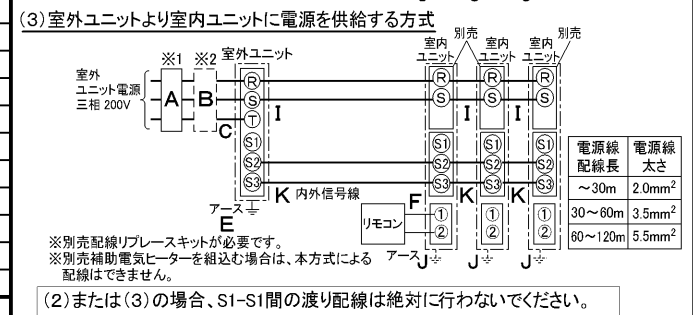 (3)室外ユニットより室内ユニットに電源を供給する方式
※1 ※2 室外ユニット
室内ユニット 別売 室内ユニット 室内ユニット 別売
室外
ユニット電源
三相 200V
A B C
R S T S1 S2 S3
I I I
R S S1 S2 S3 ① ②
R S S1 S2 S3 ① ②
R S S1 S2 S3 ① ②
K 内外信号線 F K K
リモコン
アース
E
アース J J J
電源線配線長 電源線太さ
～30m 2.0mm²
30～60m 3.5mm²
60～120m 5.5mm²
※別売配線リプレースキットが必要です。
※別売補助電気ヒーターを組込む場合は、本方式による
配線はできません。
(2)または(3)の場合、S1-S1間の渡り配線は絶対に行わないでください。